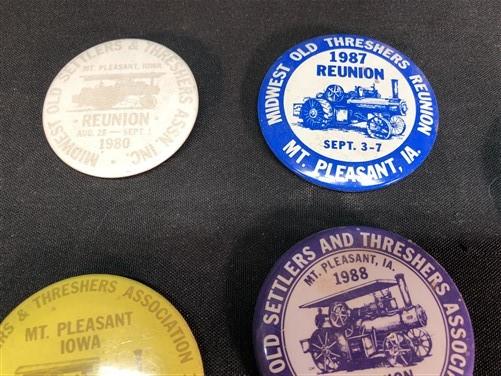 MIDWEST OLD SETTLERS & THRESHERS ASSN. INC.
MT. PLEASANT, IOWA
REUNION
AUG. 28 — SEPT. 1
1980
MIDWEST OLD THRESHERS REUNION
1987
REUNION
SEPT. 3-7
MT. PLEASANT, IA.
& THRESHERS ASSOCIATION
MT. PLEASANT
IOWA
OLD SETTLERS AND THRESHERS ASSOC
MT. PLEASANT, IA.
1988